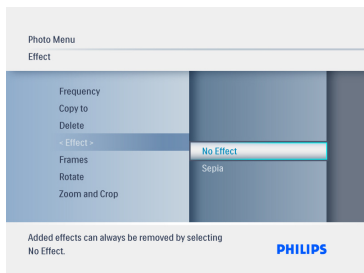 Photo Menu
Effect
Frequency
Copy to
Delete
< Effect >
Frames
Rotate
Zoom and Crop
No Effect
Sepia
Added effects can always be removed by selecting
No Effect.
PHILIPS